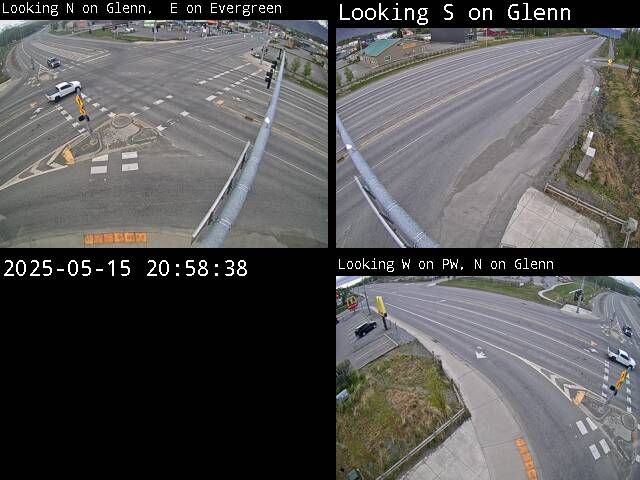 Looking N on Glenn,  E on Evergreen
Looking S on Glenn
2025-05-15 20:58:38
Looking W on PW, N on Glenn